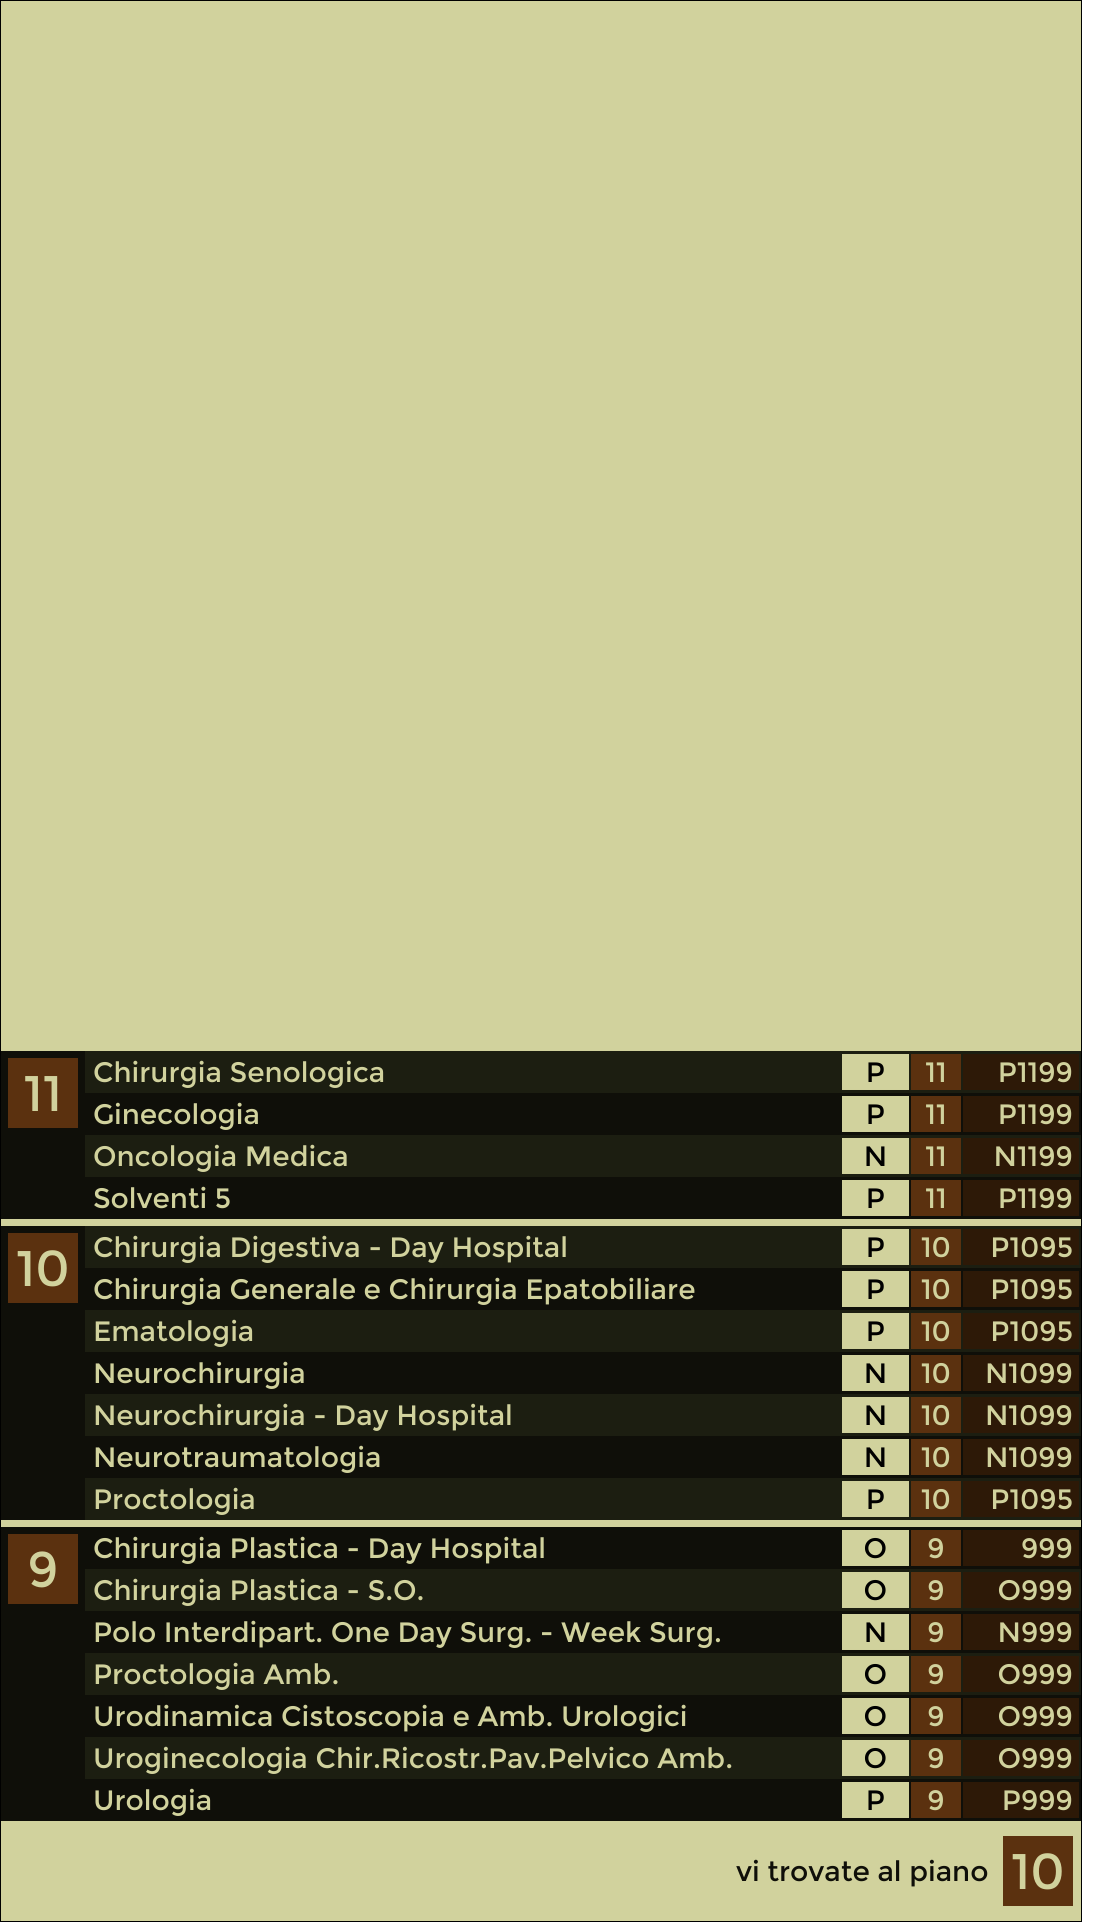 11 Chirurgia Senologica P 11 P1199
Ginecologia P 11 P1199
Oncologia Medica N 11 N1199
Solventi 5 P 11 P1199
10 Chirurgia Digestiva - Day Hospital P 10 P1095
Chirurgia Generale e Chirurgia Epatobiliare P 10 P1095
Ematologia P 10 P1095
Neurochirurgia N 10 N1099
Neurochirurgia - Day Hospital N 10 N1099
Neurotraumatologia N 10 N1099
Proctologia P 10 P1095
9 Chirurgia Plastica - Day Hospital O 9 999
Chirurgia Plastica - S.O. O 9 O999
Polo Interdipart. One Day Surg. - Week Surg. N 9 N999
Proctologia Amb. O 9 O999
Urodinamica Cistoscopia e Amb. Urologici O 9 O999
Uroginecologia Chir.Ricostr.Pav.Pelvico Amb. O 9 O999
Urologia P 9 P999
vi trovate al piano 10